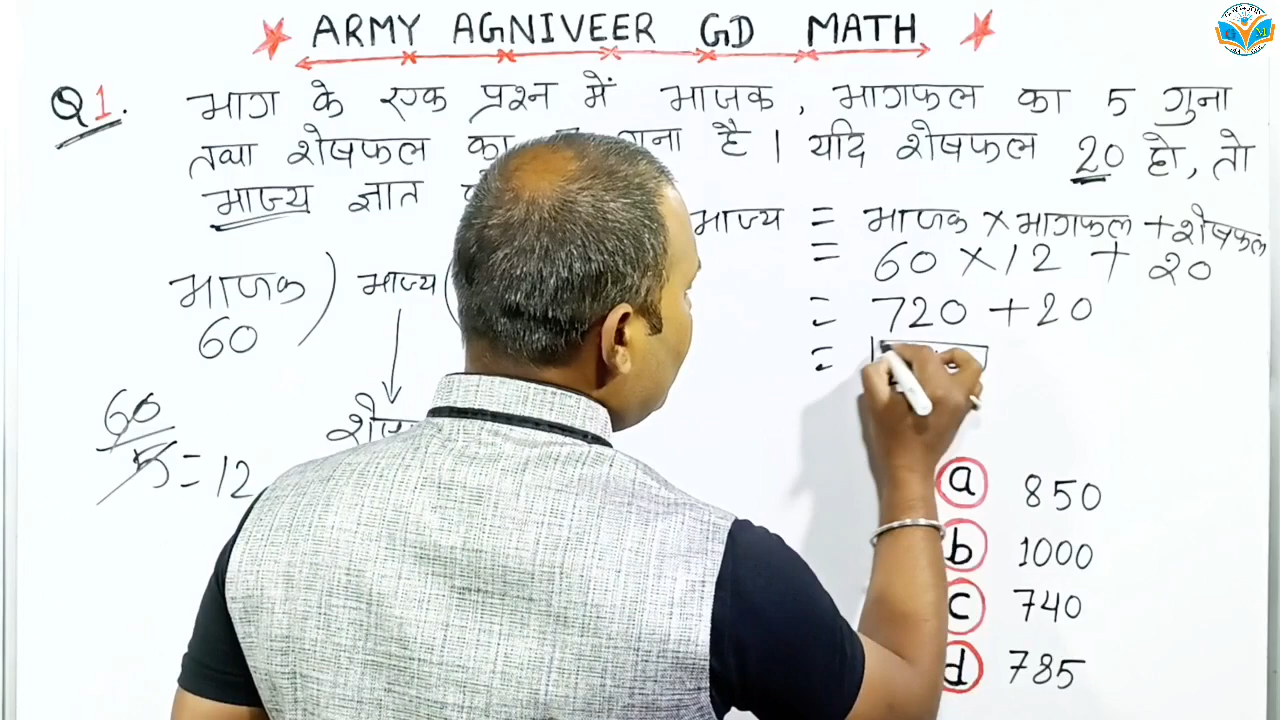 ARMY AGNIVEER GD MATH
Q1. भाग के एक प्रश्न में भाजक, भागफल का 5 गुना
तथा शेषफल का गुना है। यदि शेषफल 20 हो, तो
भाज्य ज्ञात
भाज्य = भाजक × भागफल + शेषफल
= 60 × 12 + 20
= 720 + 20
=
भाजक ) भाज्य (
60
60/5 = 12
a 850
b 1000
c 740
d 785